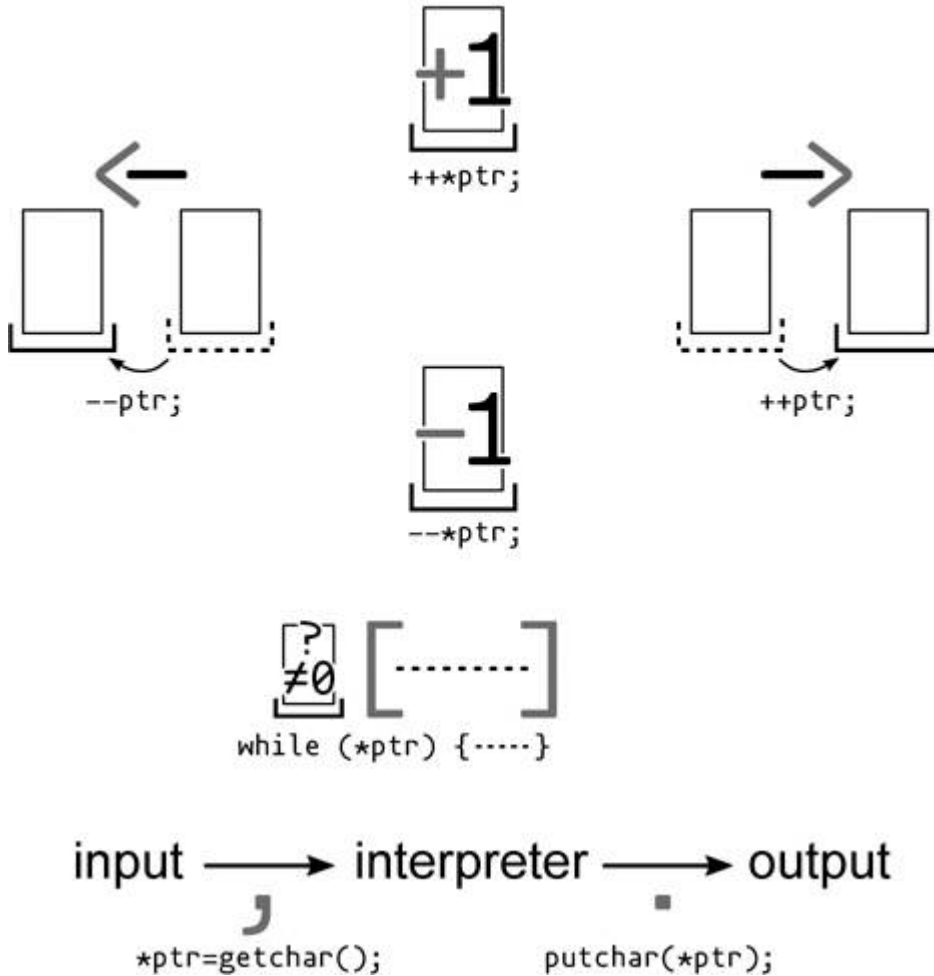 +1
++*ptr;
< >
--ptr;
++ptr;
-1
--*ptr;
?
≠0
[ ]
while (*ptr) {-----}
input interpreter output
, .
*ptr=getchar(); putchar(*ptr);